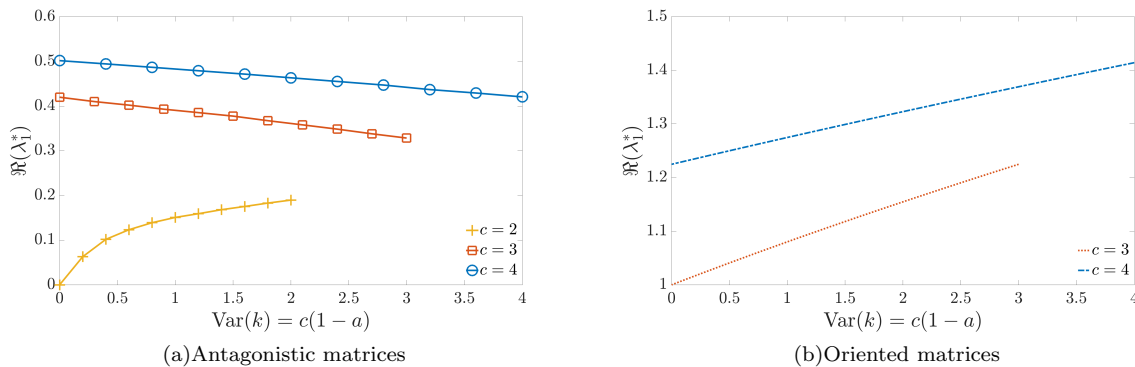 0.6
0.5
0.4
0.3
0.2
0.1
0
ℜ(λ₁*)
0 0.5 1 1.5 2 2.5 3 3.5 4
Var(k) = c(1 − a)
c = 2
c = 3
c = 4
(a)Antagonistic matrices
1.5
1.4
1.3
1.2
1.1
1
ℜ(λ₁*)
0 0.5 1 1.5 2 2.5 3 3.5 4
Var(k) = c(1 − a)
c = 3
c = 4
(b)Oriented matrices